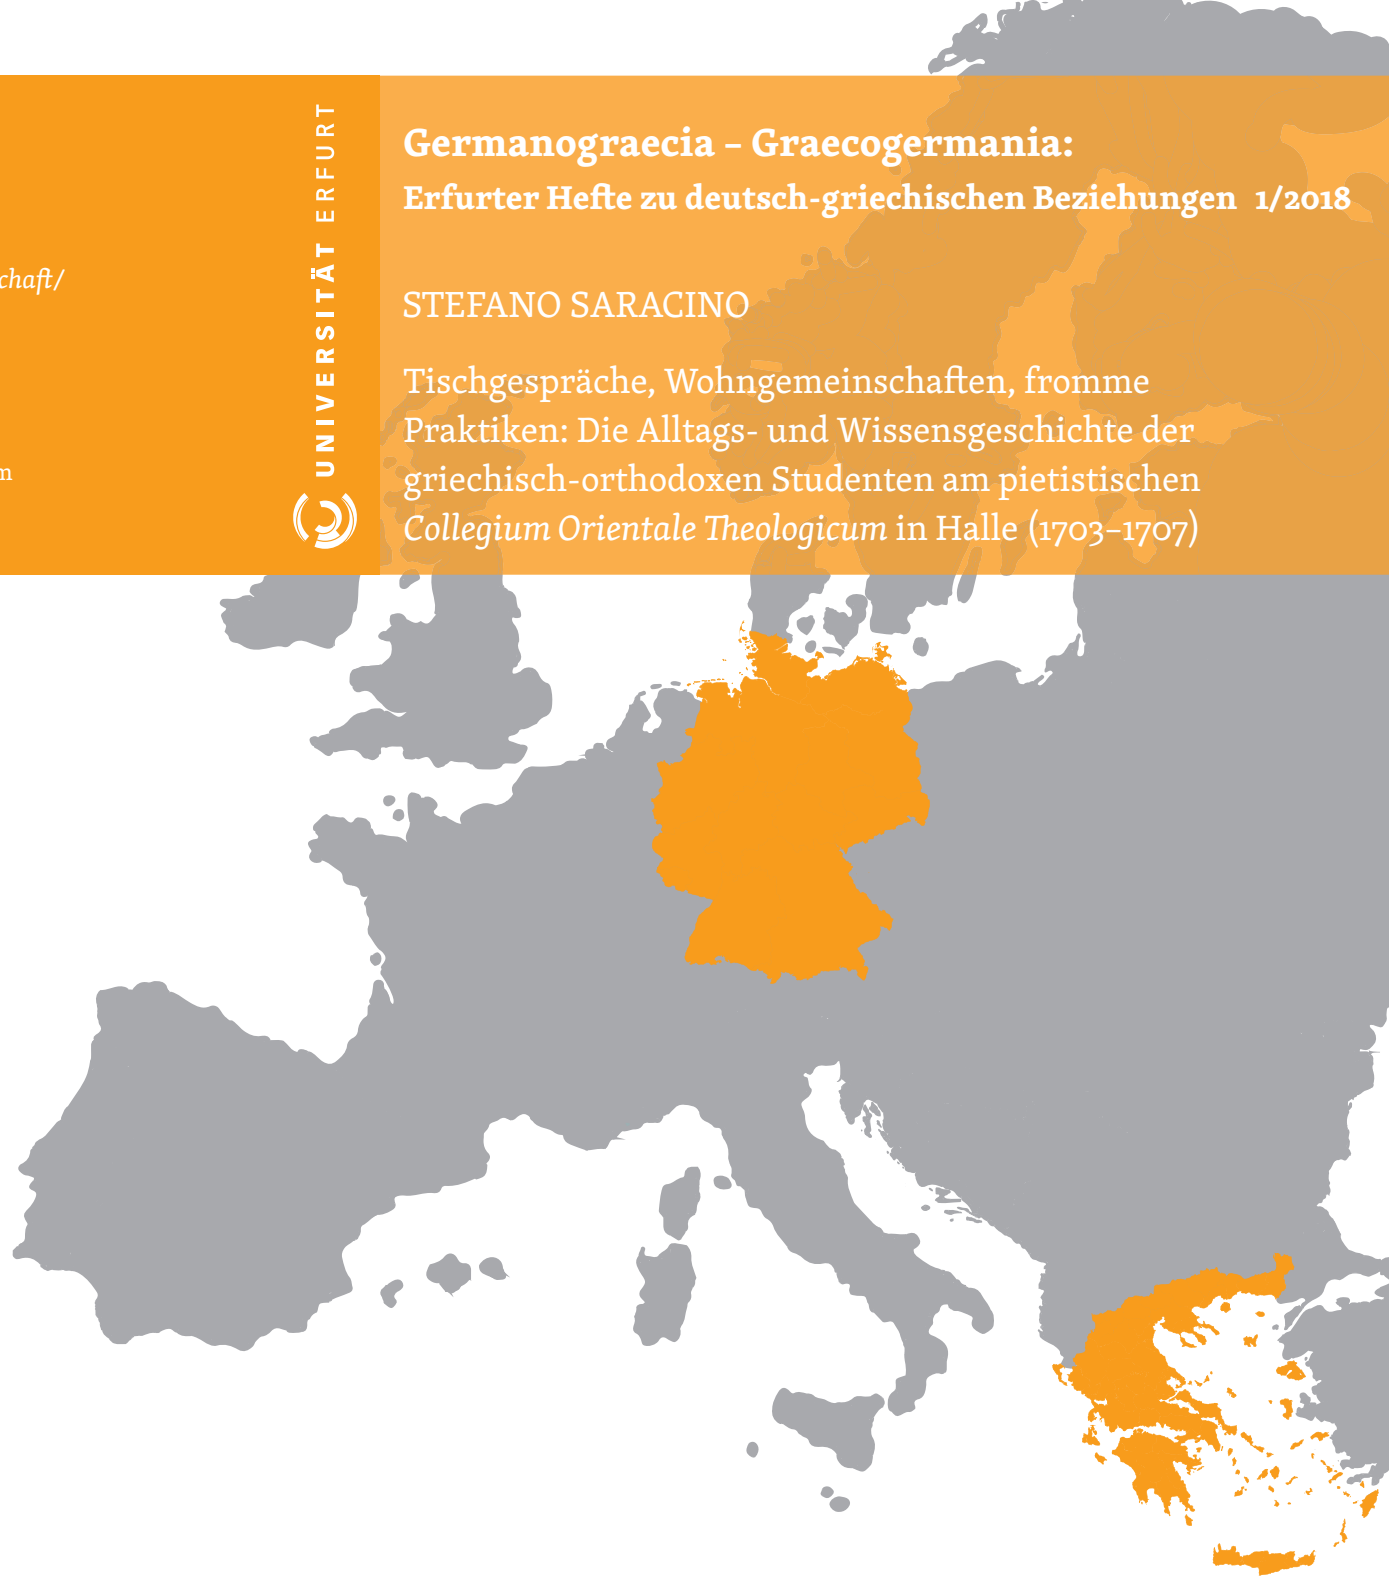 chaft/
m
UNIVERSITÄT ERFURT
Germanograecia – Graecogermania:
Erfurter Hefte zu deutsch-griechischen Beziehungen 1/2018
STEFANO SARACINO
Tischgespräche, Wohngemeinschaften, fromme
Praktiken: Die Alltags- und Wissensgeschichte der
griechisch-orthodoxen Studenten am pietistischen
Collegium Orientale Theologicum in Halle (1703–1707)